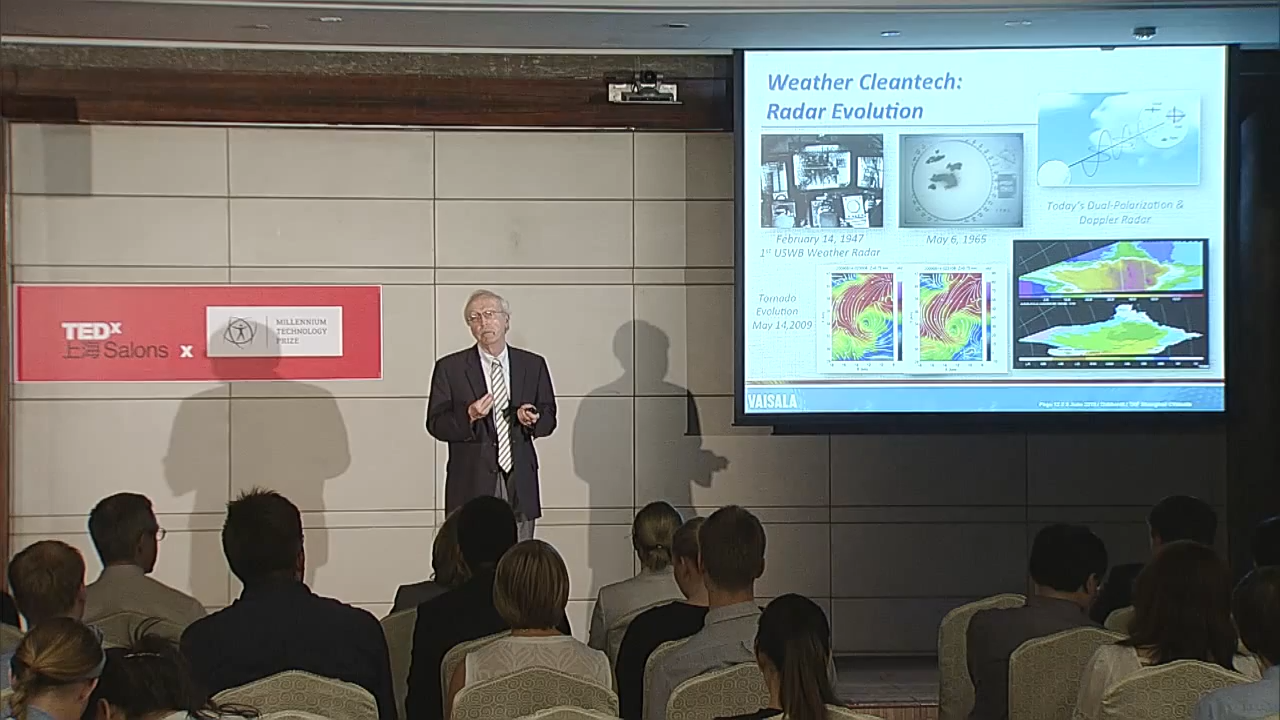 Weather Cleantech:
Radar Evolution
February 14, 1947
1st USWB Weather Radar
May 6, 1965
Today's Dual-Polarization &
Doppler Radar
Tornado
Evolution
May 14,2009
VAISALA
TEDx
上海Salons x
MILLENNIUM
TECHNOLOGY
PRIZE